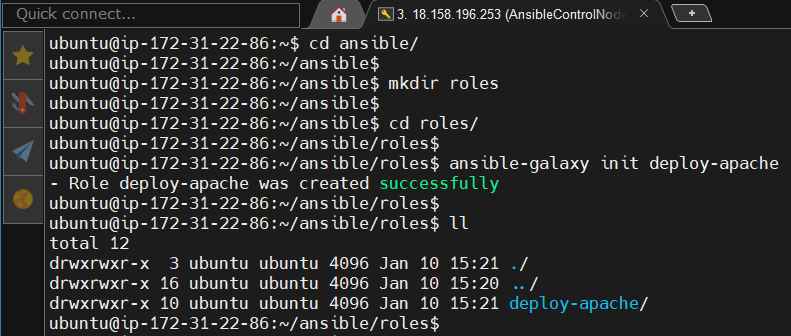 Quick connect...
3. 18.158.196.253 (AnsibleControlNode
ubuntu@ip-172-31-22-86:~$ cd ansible/
ubuntu@ip-172-31-22-86:~/ansible$
ubuntu@ip-172-31-22-86:~/ansible$ mkdir roles
ubuntu@ip-172-31-22-86:~/ansible$
ubuntu@ip-172-31-22-86:~/ansible$ cd roles/
ubuntu@ip-172-31-22-86:~/ansible/roles$
ubuntu@ip-172-31-22-86:~/ansible/roles$ ansible-galaxy init deploy-apache
- Role deploy-apache was created successfully
ubuntu@ip-172-31-22-86:~/ansible/roles$
ubuntu@ip-172-31-22-86:~/ansible/roles$ ll
total 12
drwxrwxr-x  3 ubuntu ubuntu 4096 Jan 10 15:21 ./
drwxrwxr-x 16 ubuntu ubuntu 4096 Jan 10 15:20 ../
drwxrwxr-x 10 ubuntu ubuntu 4096 Jan 10 15:21 deploy-apache/
ubuntu@ip-172-31-22-86:~/ansible/roles$